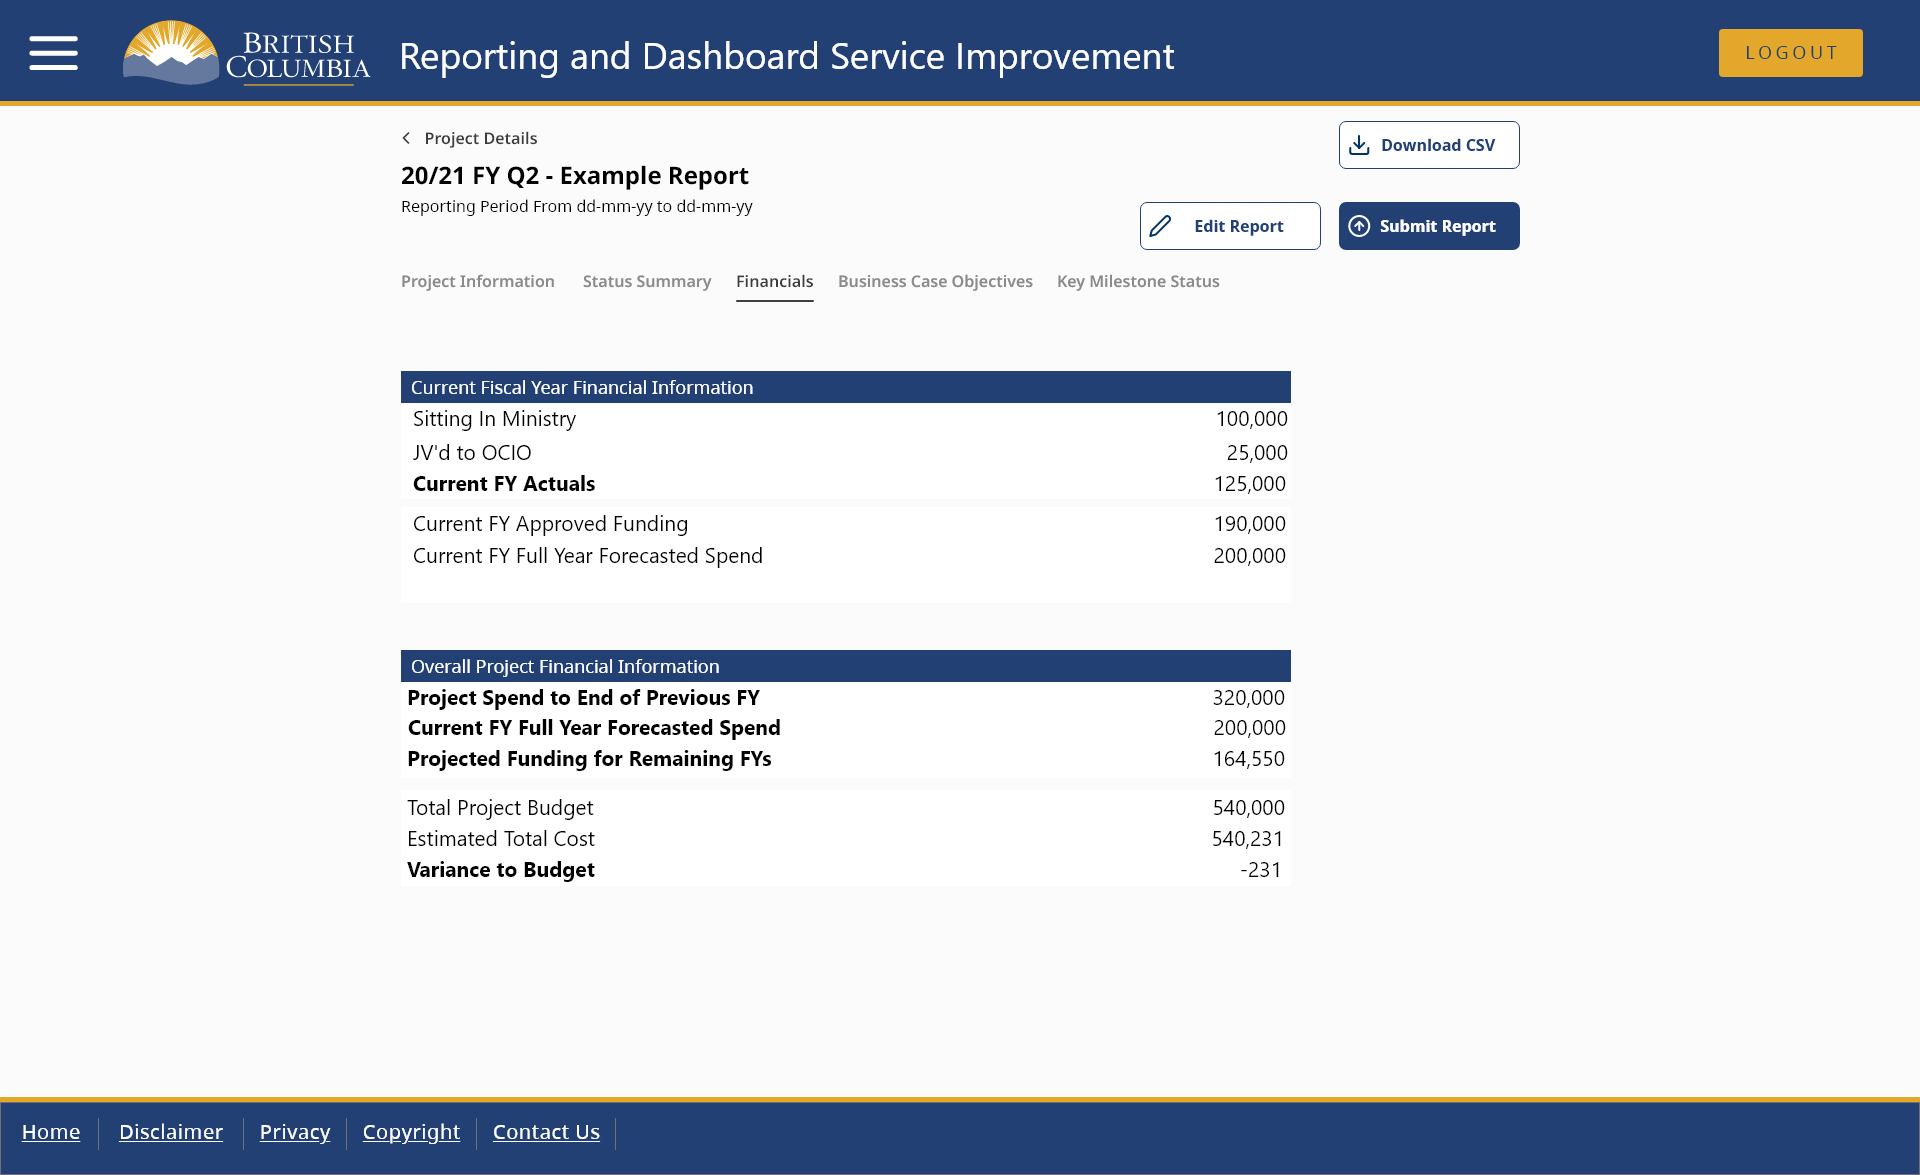 BRITISH
COLUMBIA
Reporting and Dashboard Service Improvement
LOGOUT
Project Details
Download CSV
20/21 FY Q2 - Example Report
Reporting Period From dd-mm-yy to dd-mm-yy
Edit Report
Submit Report
Project Information Status Summary Financials Business Case Objectives Key Milestone Status
Current Fiscal Year Financial Information
Sitting In Ministry 100,000
JV'd to OCIO 25,000
Current FY Actuals 125,000
Current FY Approved Funding 190,000
Current FY Full Year Forecasted Spend 200,000
Overall Project Financial Information
Project Spend to End of Previous FY 320,000
Current FY Full Year Forecasted Spend 200,000
Projected Funding for Remaining FYs 164,550
Total Project Budget 540,000
Estimated Total Cost 540,231
Variance to Budget -231
Home Disclaimer Privacy Copyright Contact Us